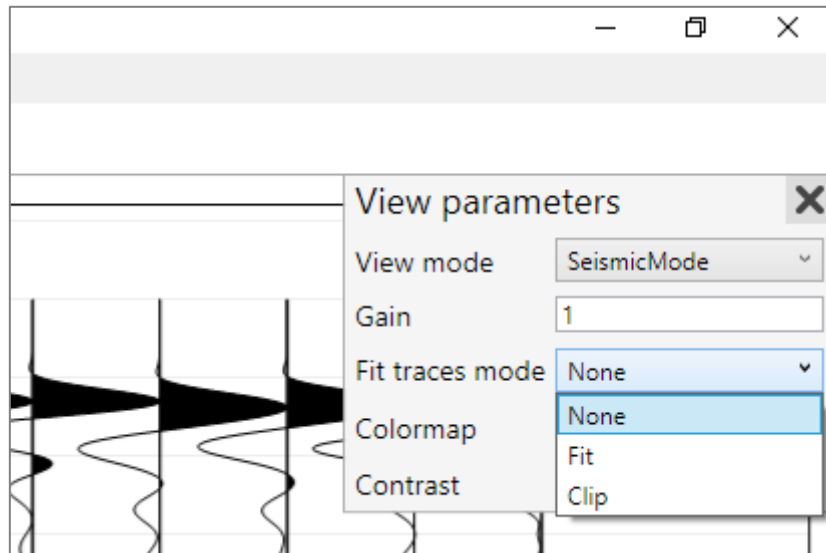 View parameters
View mode SeismicMode
Gain 1
Fit traces mode None
None
Fit
Colormap
Clip
Contrast